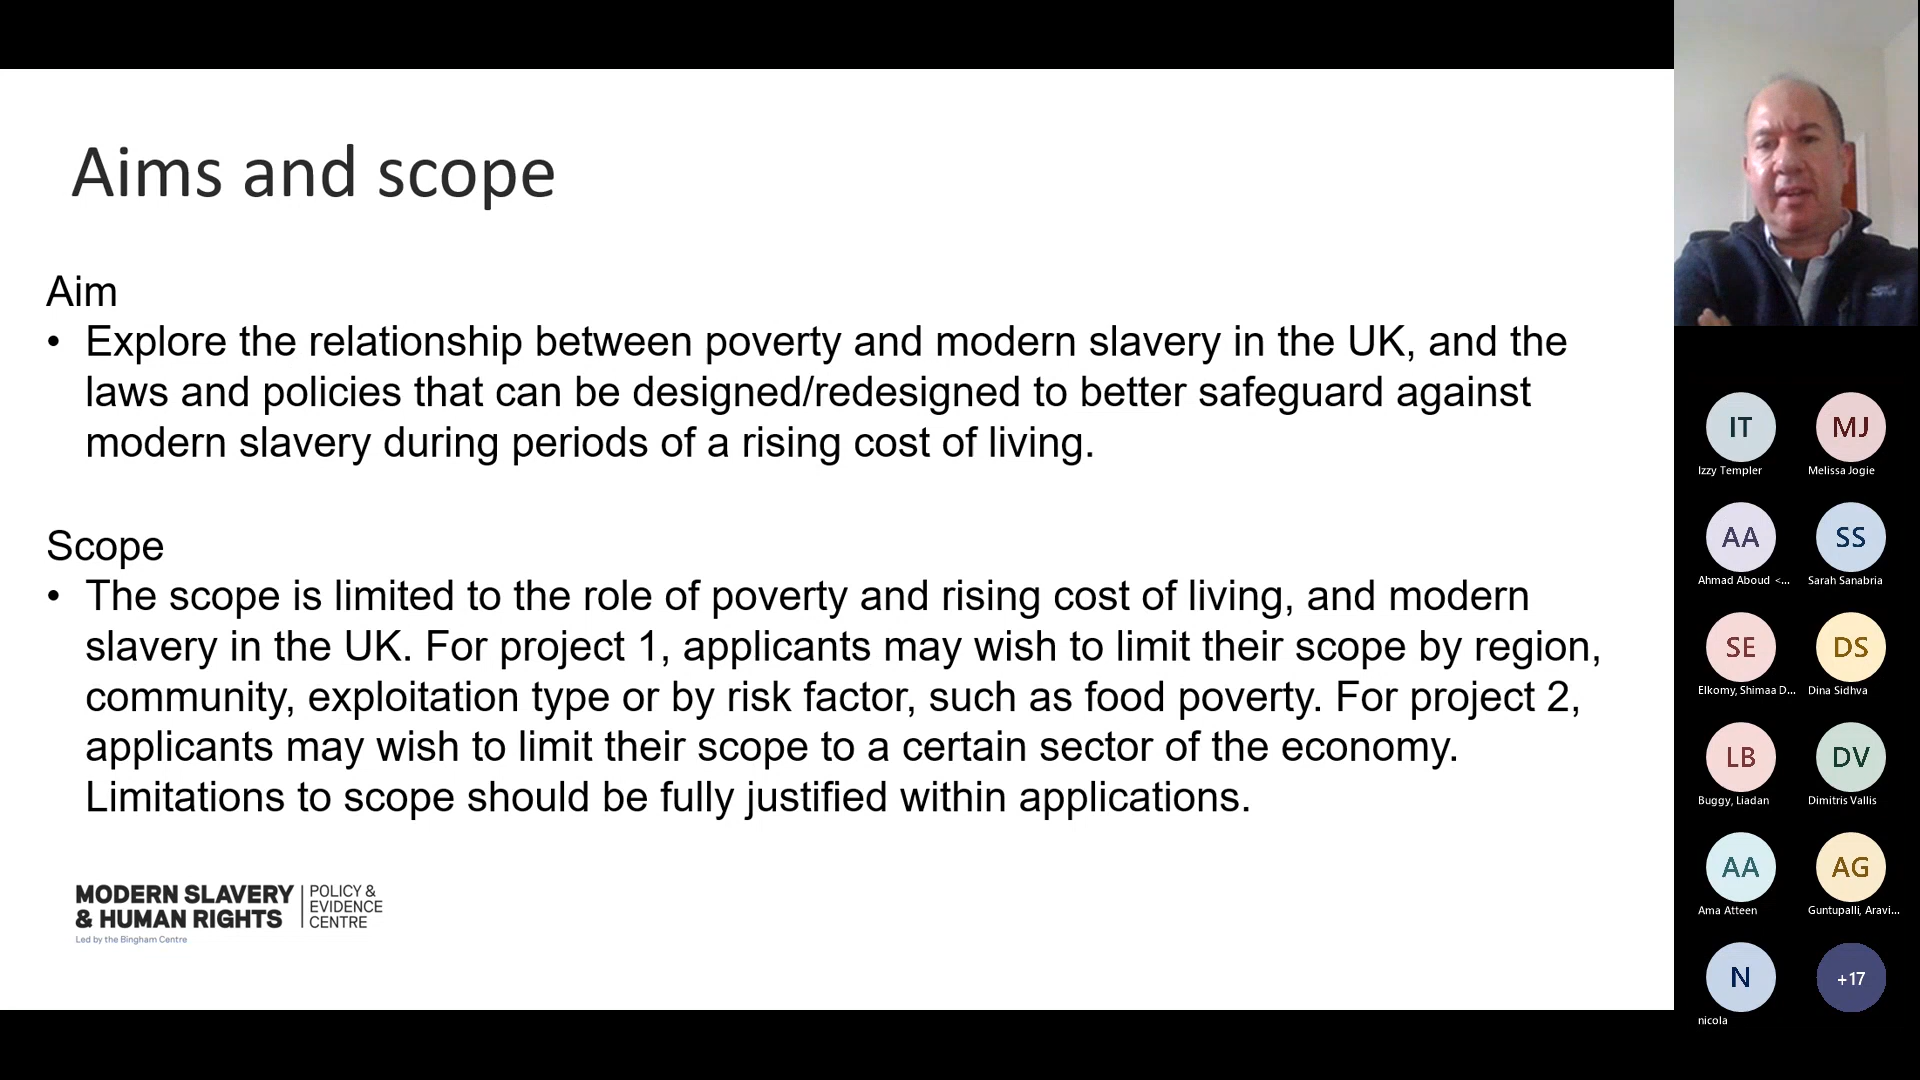 Aims and scope
Aim
• Explore the relationship between poverty and modern slavery in the UK, and the
laws and policies that can be designed/redesigned to better safeguard against
modern slavery during periods of a rising cost of living.
Scope
• The scope is limited to the role of poverty and rising cost of living, and modern
slavery in the UK. For project 1, applicants may wish to limit their scope by region,
community, exploitation type or by risk factor, such as food poverty. For project 2,
applicants may wish to limit their scope to a certain sector of the economy.
Limitations to scope should be fully justified within applications.
MODERN SLAVERY
& HUMAN RIGHTS
POLICY &
EVIDENCE
CENTRE
Led by the Bingham Centre
IT
Izzy Templer
MJ
Melissa Jogie
AA
Ahmad Aboud <...
SS
Sarah Sanabria
SE
Elkomy, Shimaa D...
DS
Dina Sidhva
LB
Buggy, Liadan
DV
Dimitris Vallis
AA
Ama Atteen
AG
Guntupalli, Aravi...
N
nicola
+17